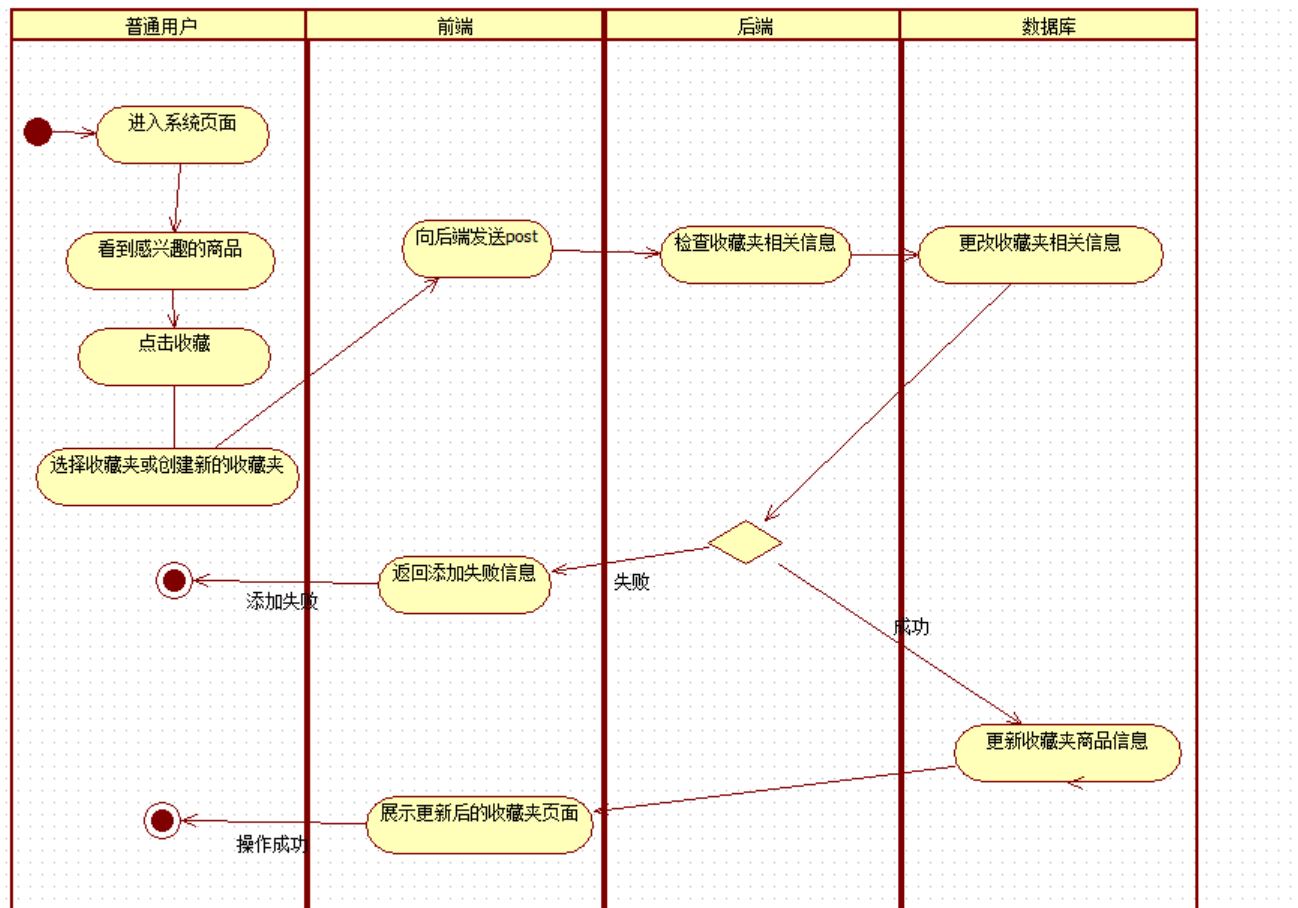 普通用户
前端
后端
数据库
进入系统页面
看到感兴趣的商品
点击收藏
选择收藏夹或创建新的收藏夹
向后端发送post
检查收藏夹相关信息
更改收藏夹相关信息
失败
返回添加失败信息
添加失败
成功
更新收藏夹商品信息
展示更新后的收藏夹页面
操作成功